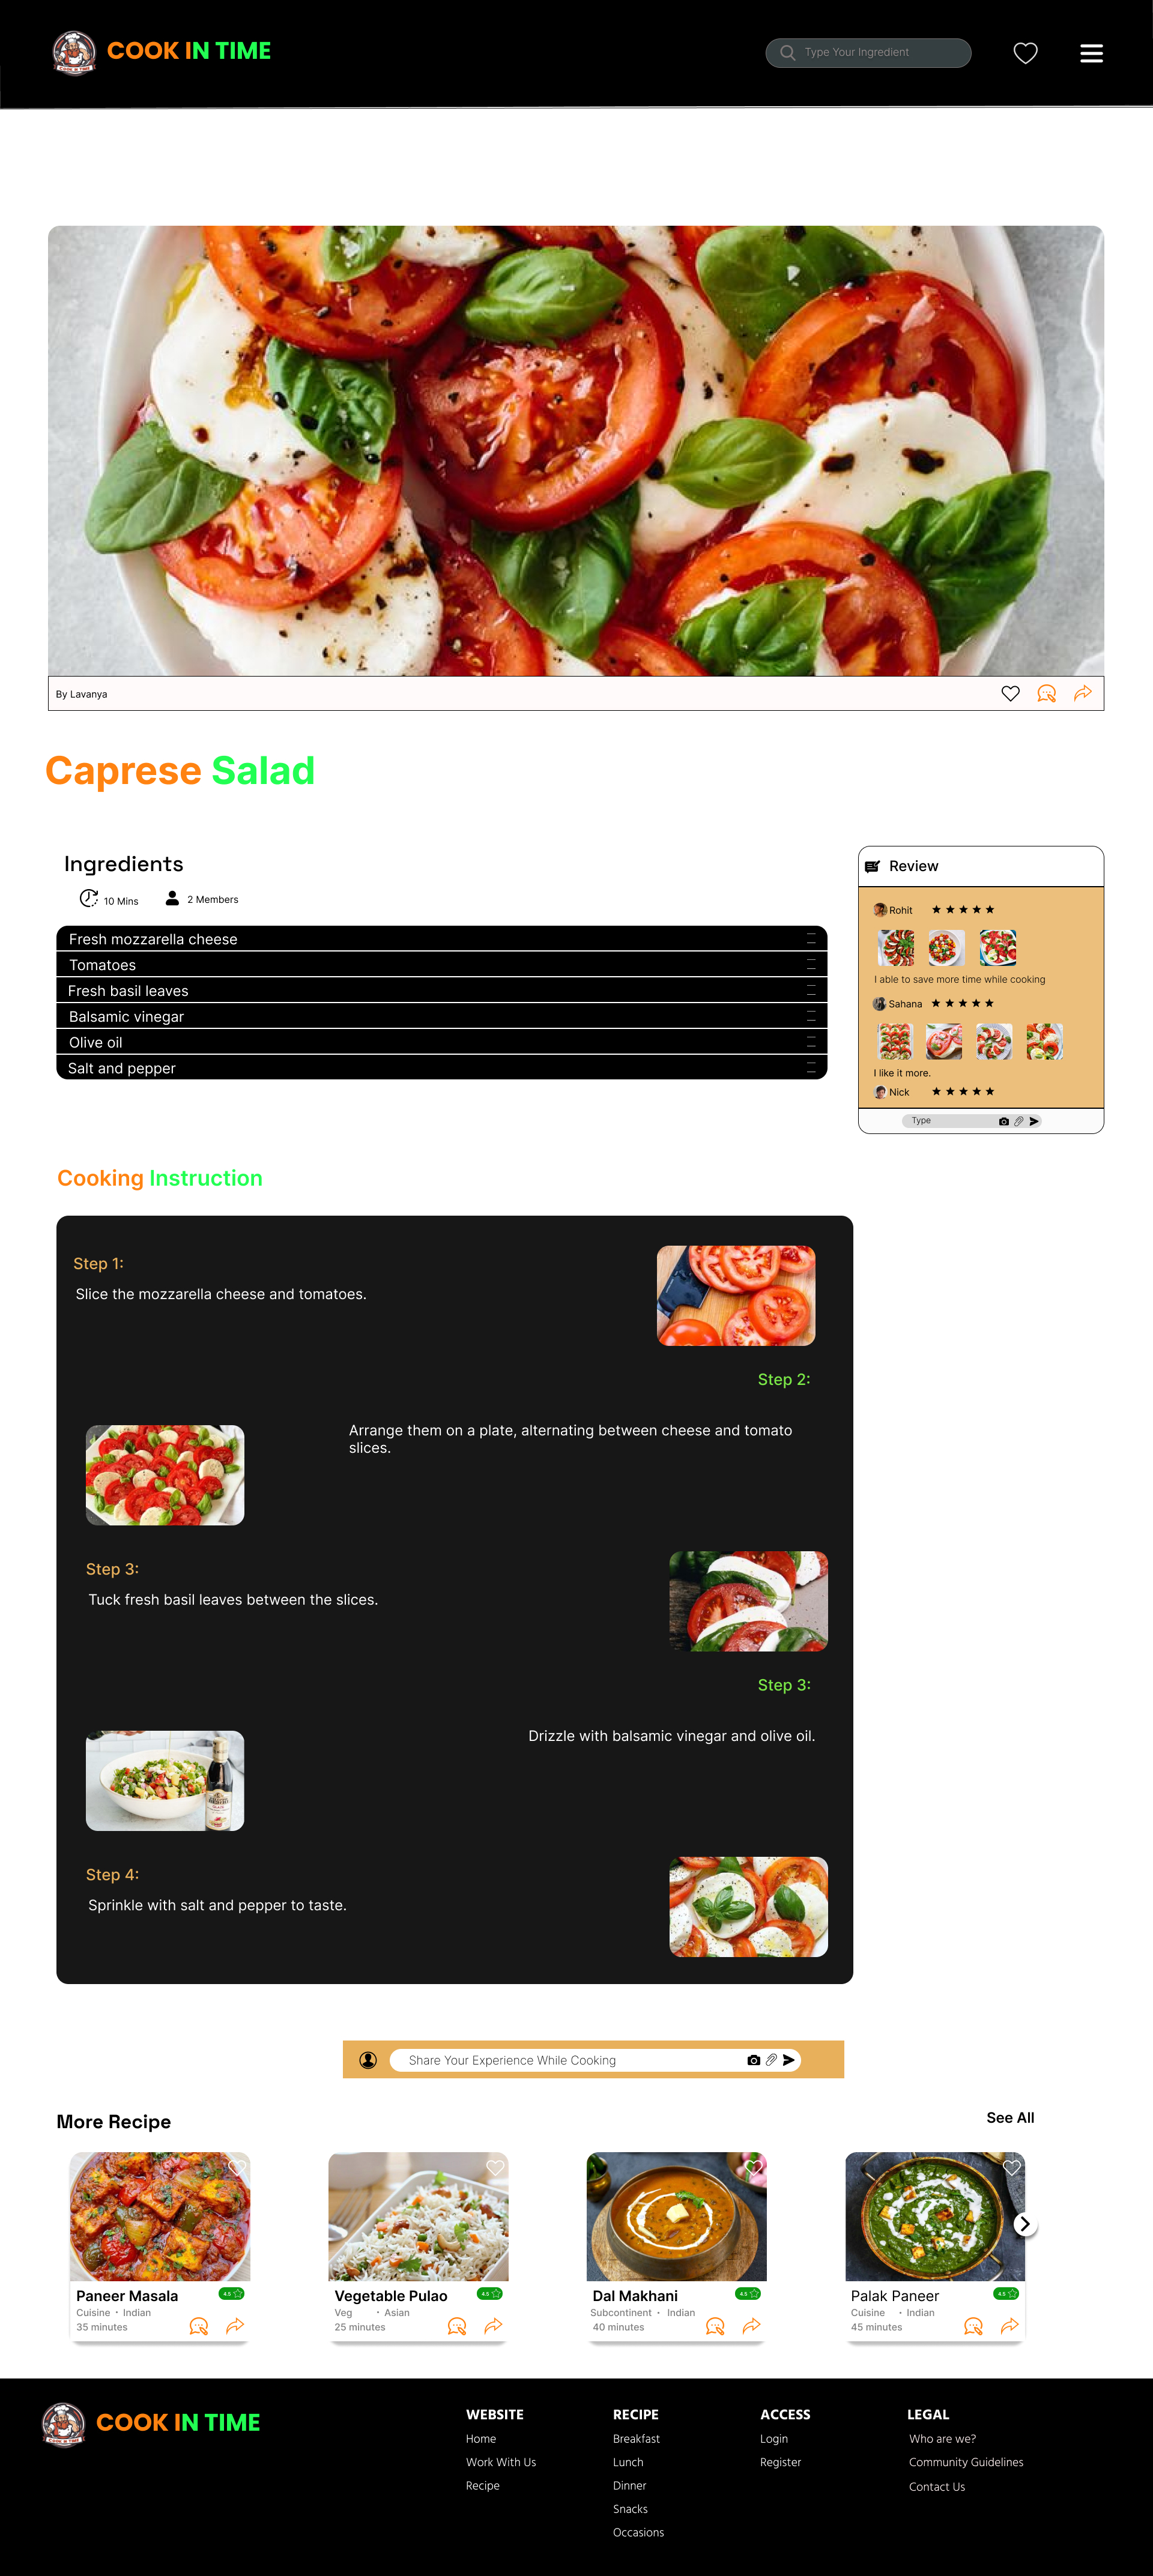 COOK IN TIME
COOK IN TIME
Type Your Ingredient
By Lavanya
Caprese Salad
Ingredients
10 Mins
2 Members
Fresh mozzarella cheese
Tomatoes
Fresh basil leaves
Balsamic vinegar
Olive oil
Salt and pepper
Review
Rohit
I able to save more time while cooking
Sahana
I like it more.
Nick
Type
Cooking Instruction
Step 1:
Slice the mozzarella cheese and tomatoes.
Step 2:
Arrange them on a plate, alternating between cheese and tomato
slices.
Step 3:
Tuck fresh basil leaves between the slices.
Step 3:
Drizzle with balsamic vinegar and olive oil.
Step 4:
Sprinkle with salt and pepper to taste.
Share Your Experience While Cooking
More Recipe
See All
Paneer Masala
4.5
Cuisine • Indian
35 minutes
Vegetable Pulao
4.5
Veg • Asian
25 minutes
Dal Makhani
4.5
Subcontinent • Indian
40 minutes
Palak Paneer
4.5
Cuisine • Indian
45 minutes
COOK IN TIME
COOK IN TIME
WEBSITE
Home
Work With Us
Recipe
RECIPE
Breakfast
Lunch
Dinner
Snacks
Occasions
ACCESS
Login
Register
LEGAL
Who are we?
Community Guidelines
Contact Us